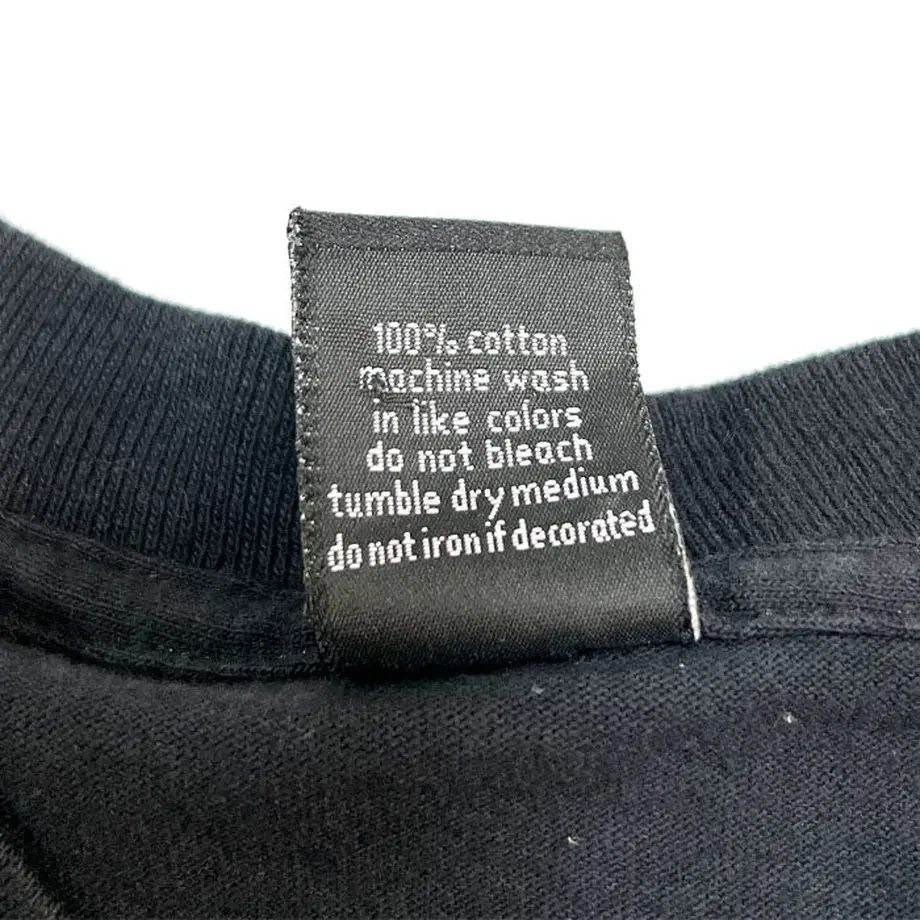 100% cotton
machine wash
in like colors
do not bleach
tumble dry medium
do not iron if decorated